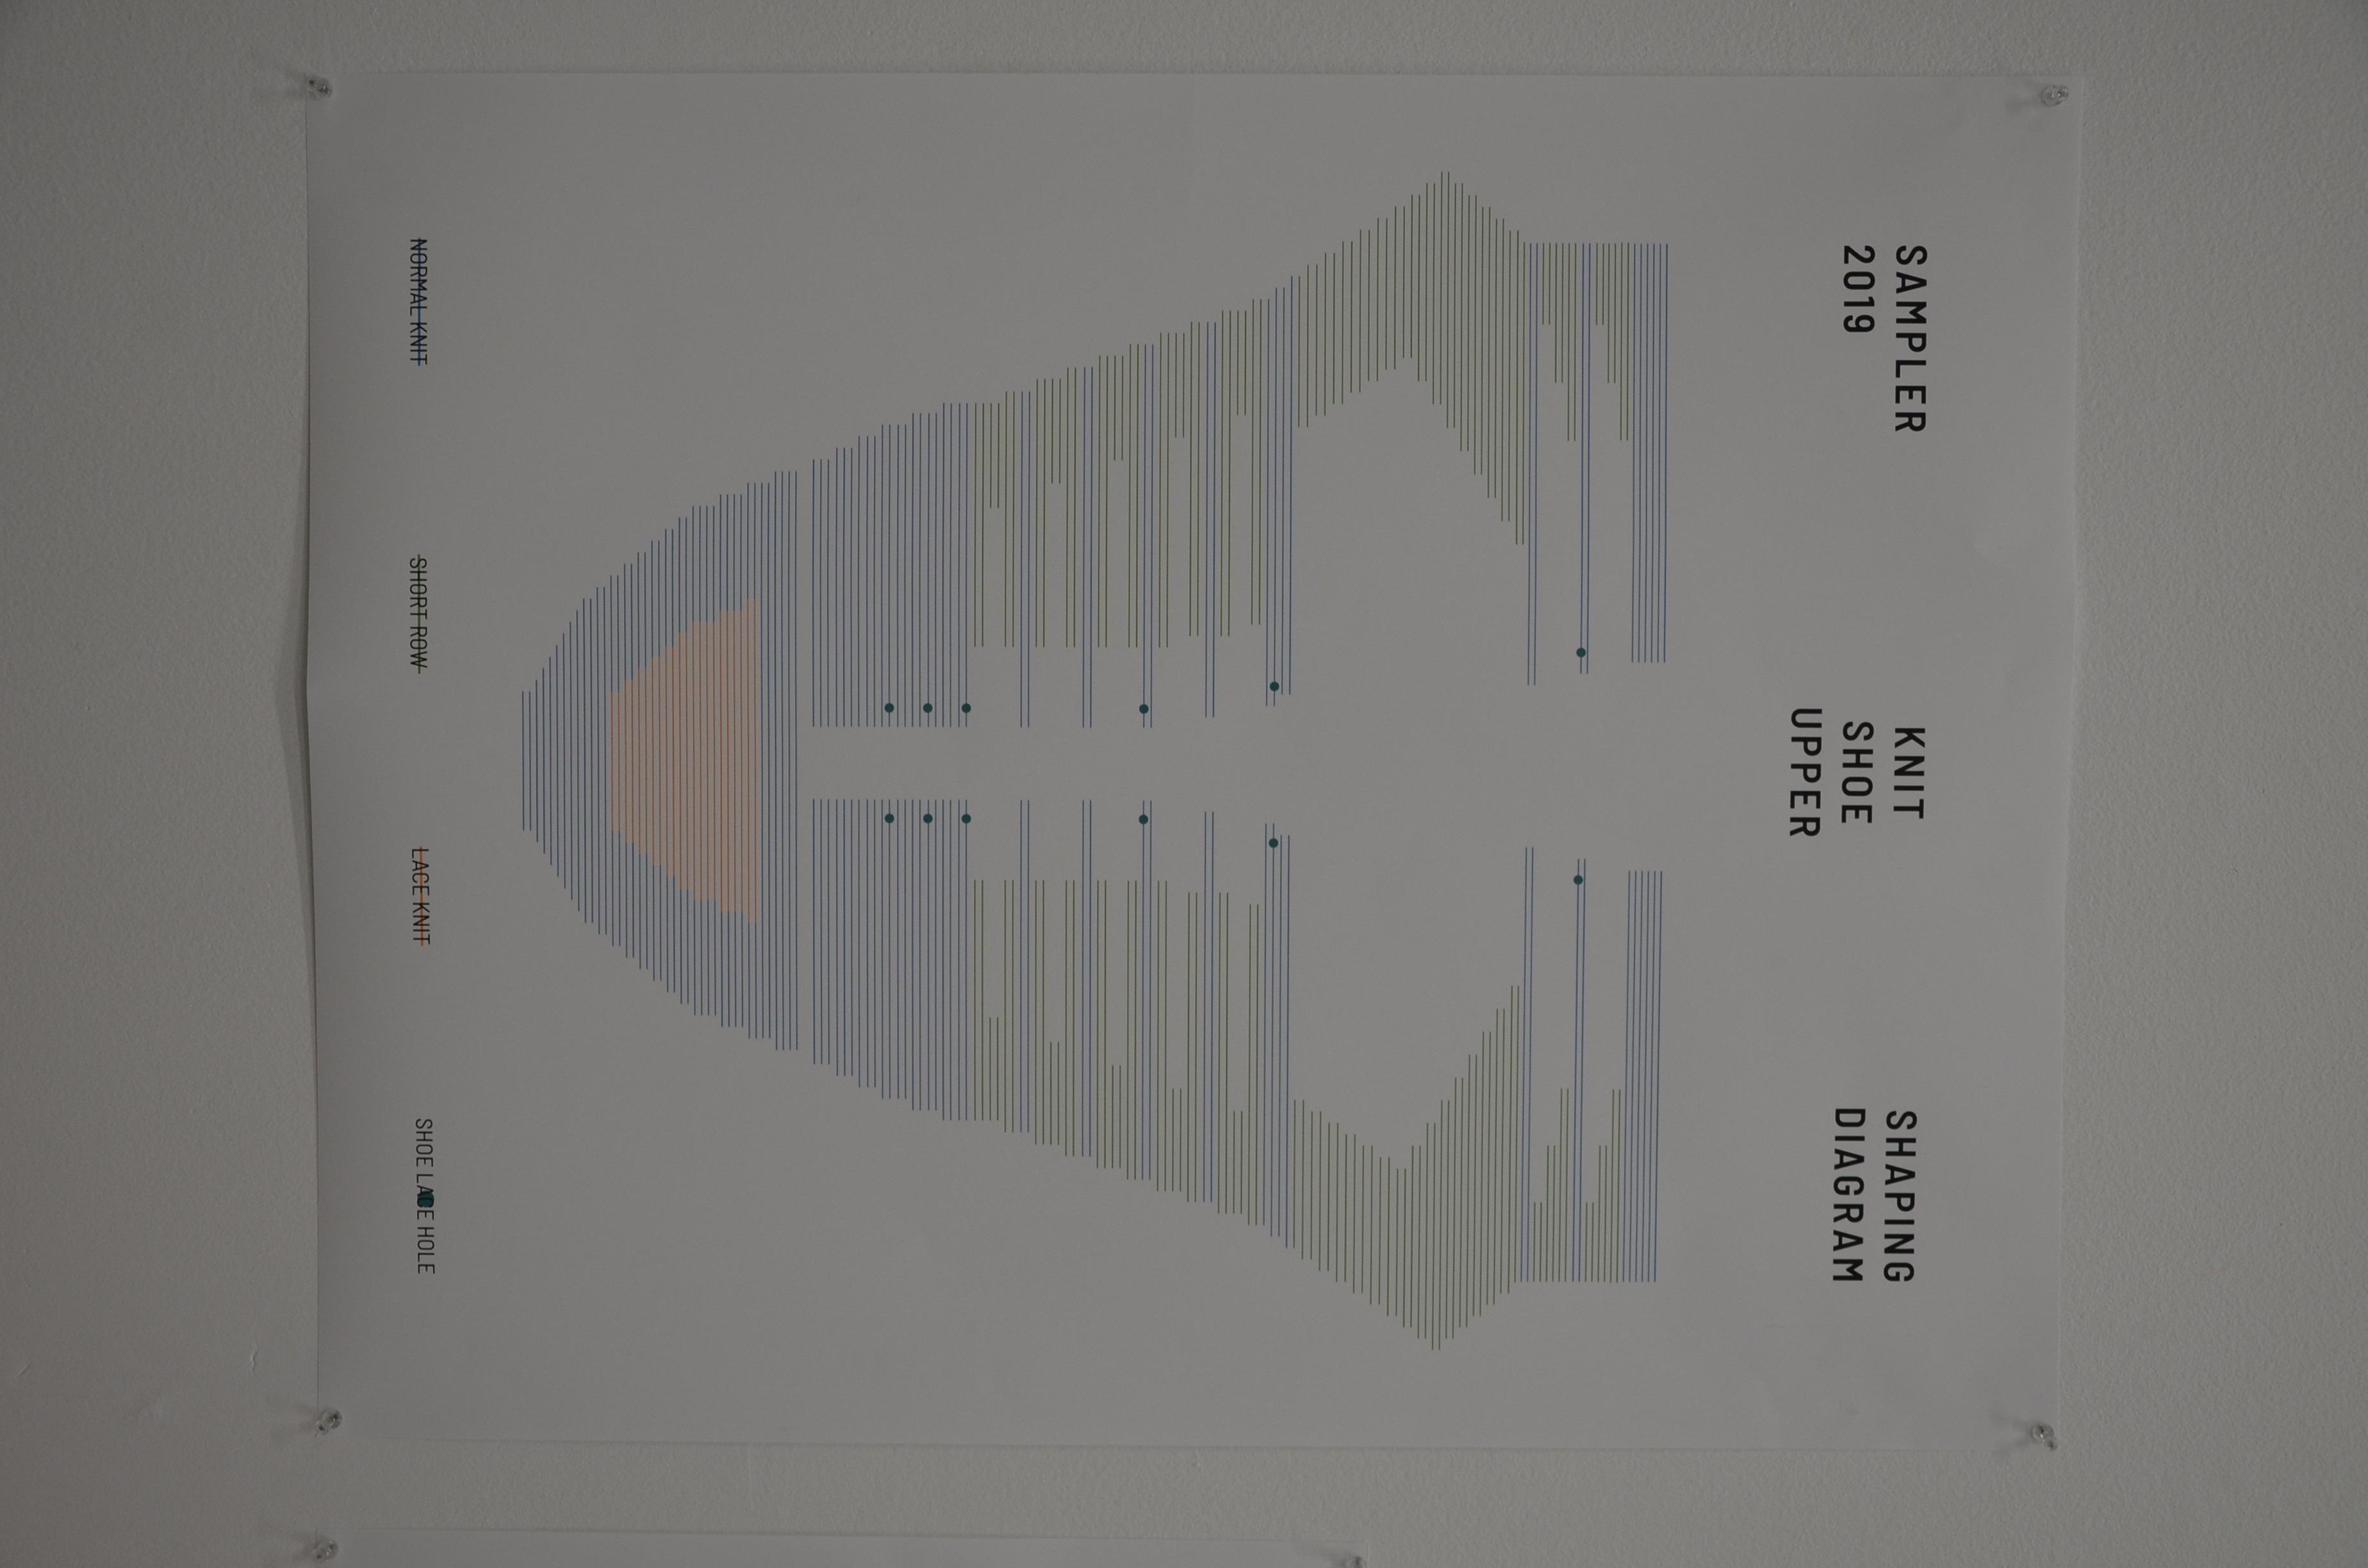 SAMPLER
2019
KNIT
SHOE
UPPER
SHAPING
DIAGRAM
NORMAL KNIT
SHORT ROW
LACE KNIT
SHOE LACE HOLE